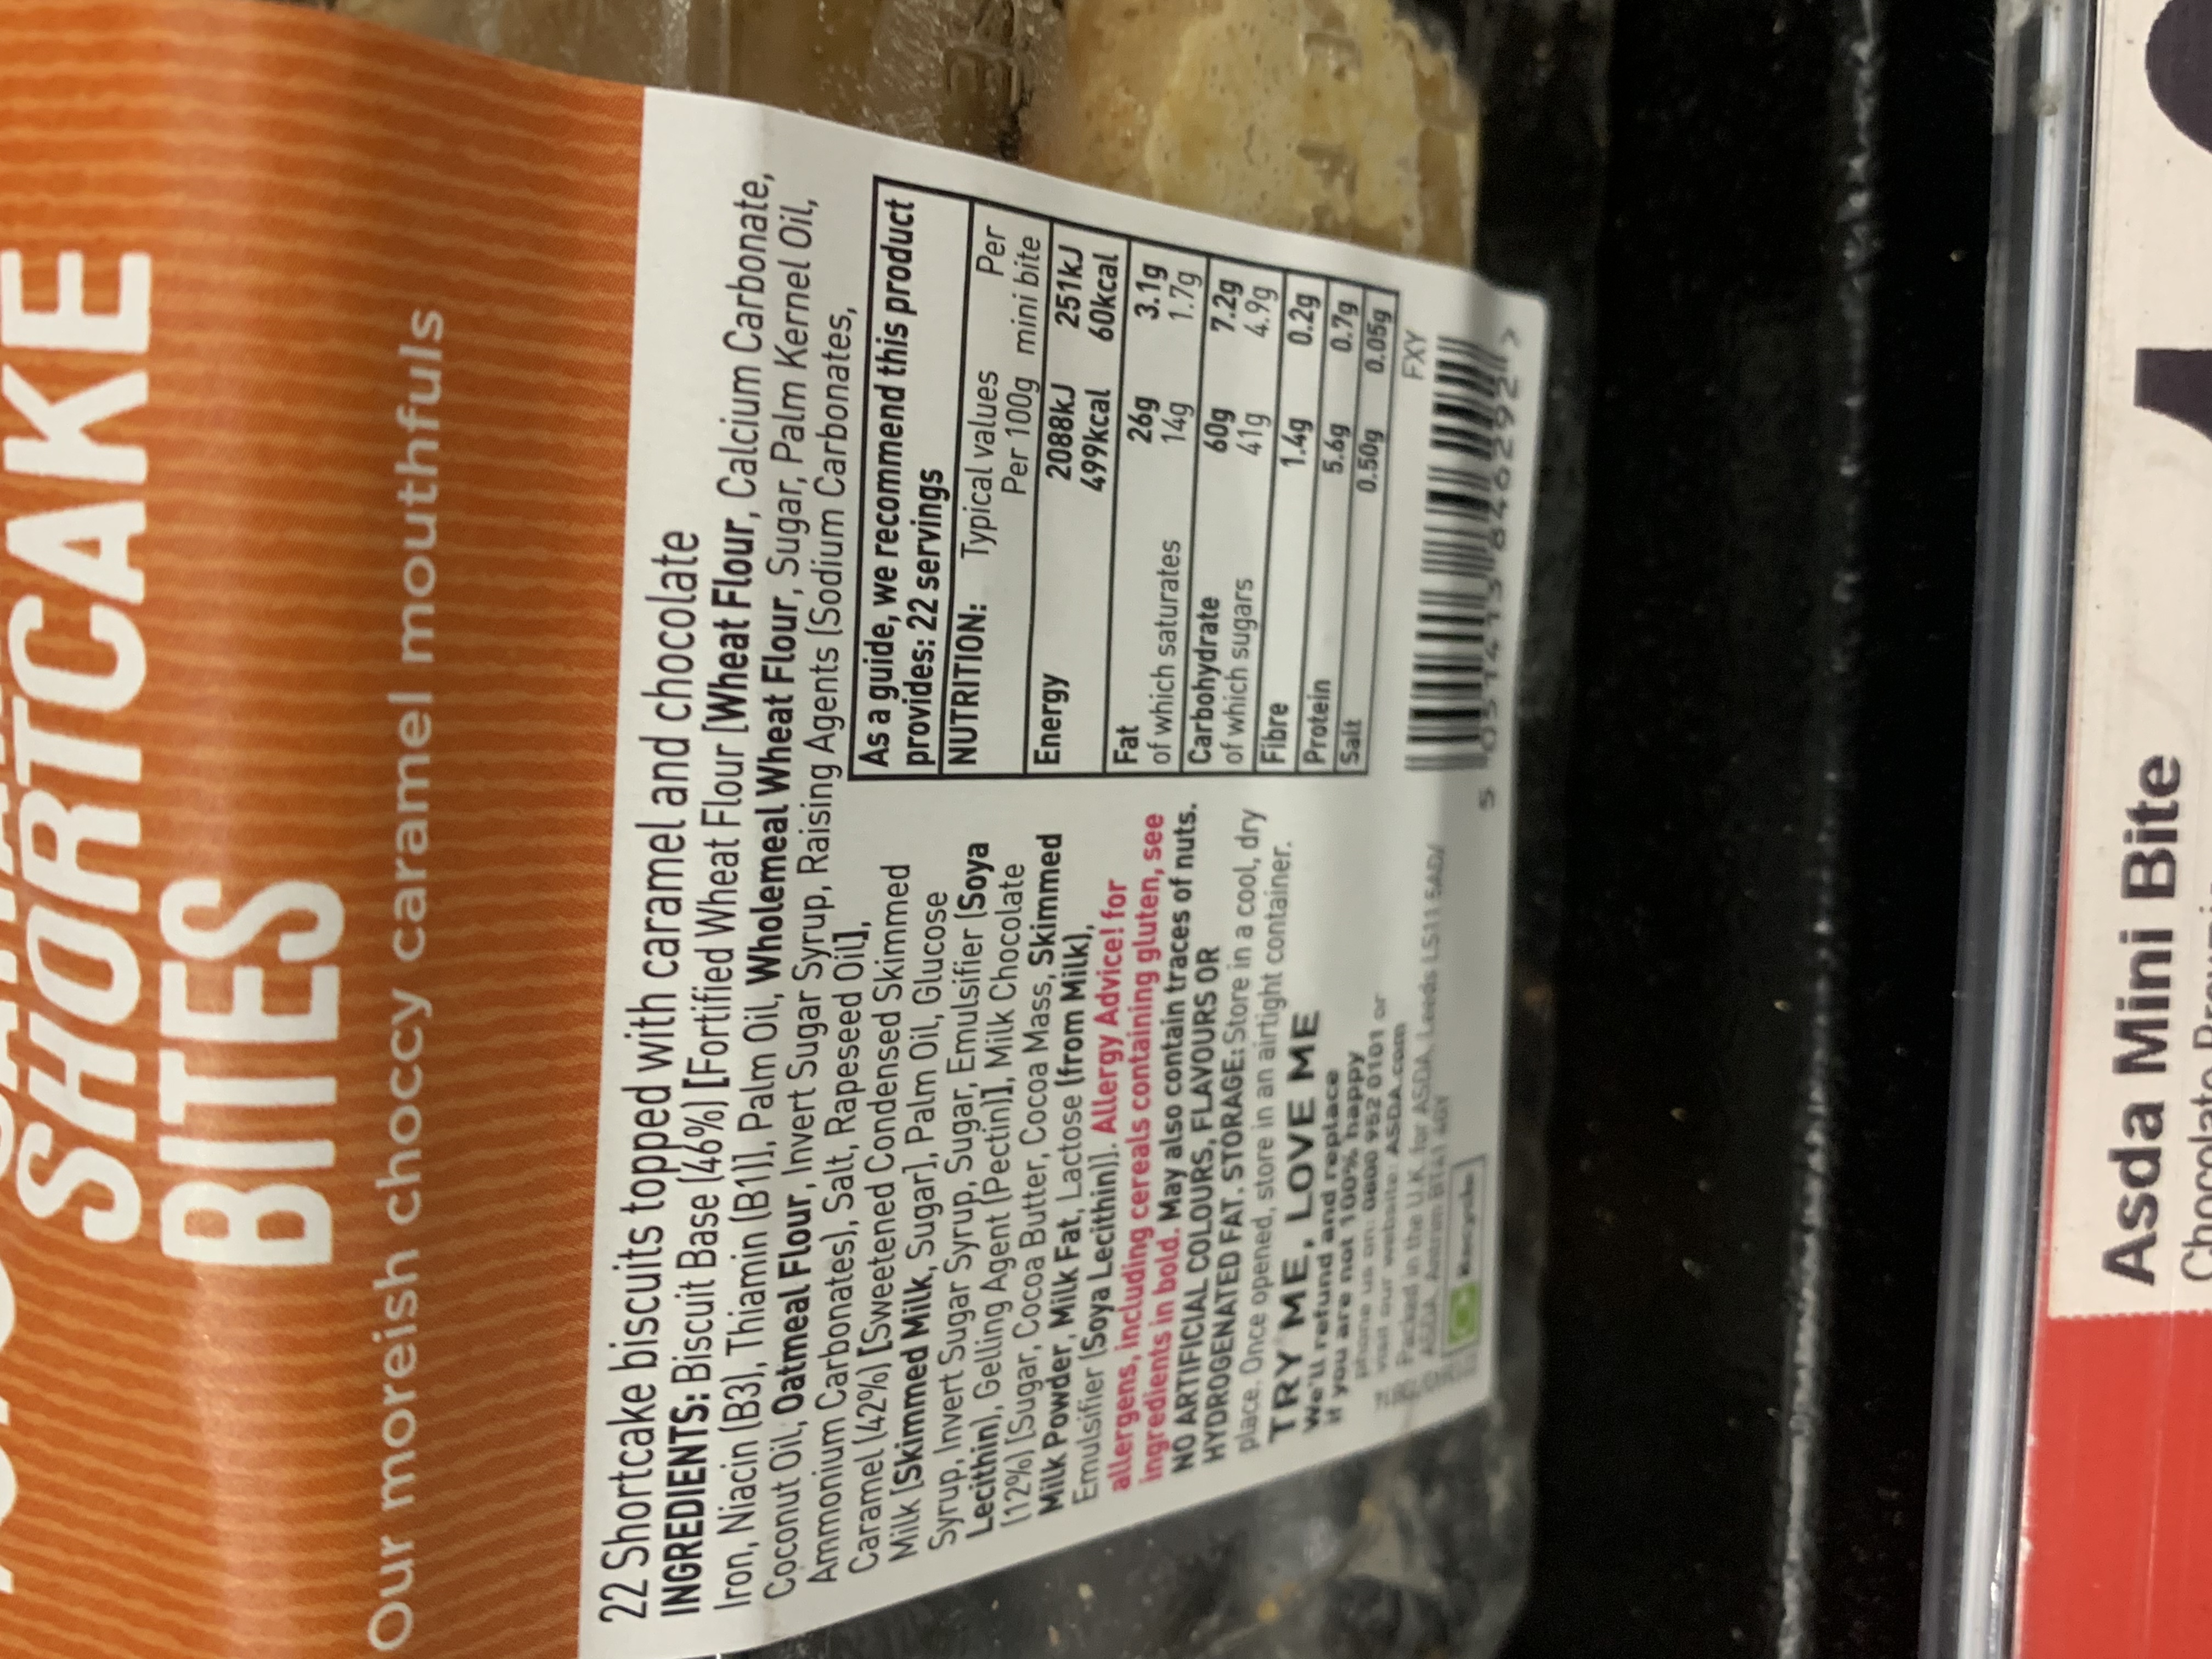 SHORTCAKE
BITES
Our moreish choccy caramel mouthfuls
22 Shortcake biscuits topped with caramel and chocolate
INGREDIENTS: Biscuit Base (46%) [Fortified Wheat Flour [Wheat Flour, Calcium Carbonate,
Iron, Niacin (B3), Thiamin (B1)], Palm Oil, Wholemeal Wheat Flour, Sugar, Palm Kernel Oil,
Coconut Oil, Oatmeal Flour, Invert Sugar Syrup, Raising Agents (Sodium Carbonates,
Ammonium Carbonates), Salt, Rapeseed Oil],
Caramel (42%) [Sweetened Condensed Skimmed
Milk [Skimmed Milk, Sugar], Palm Oil, Glucose
Syrup, Invert Sugar Syrup, Sugar, Emulsifier (Soya
Lecithin), Gelling Agent (Pectin)], Milk Chocolate
(12%) [Sugar, Cocoa Butter, Cocoa Mass, Skimmed
Milk Powder, Milk Fat, Lactose (from Milk),
Emulsifier (Soya Lecithin)]. Allergy Advice! for
allergens, including cereals containing gluten, see
ingredients in bold. May also contain traces of nuts.
NO ARTIFICIAL COLOURS, FLAVOURS OR
HYDROGENATED FAT. STORAGE: Store in a cool, dry
place. Once opened, store in an airtight container.
TRY ME, LOVE ME
We'll refund and replace
if you are not 100% happy
phone us on: 0800 952 0101 or
visit our website: ASDA.com
Packed in the U.K. for ASDA, Leeds LS11 5AD/
ASDA, Antrim BT41 4GY
Recycle
As a guide, we recommend this product
provides: 22 servings
NUTRITION: Typical values Per
Per 100g mini bite
Energy 2088kJ 251kJ
499kcal 60kcal
Fat 26g 3.1g
of which saturates 14g 1.7g
Carbohydrate 60g 7.2g
of which sugars 41g 4.9g
Fibre 1.4g 0.2g
Protein 5.6g 0.7g
Salt 0.50g 0.05g
FXY
5 051413 846292 >
Asda Mini Bite
Chocolate